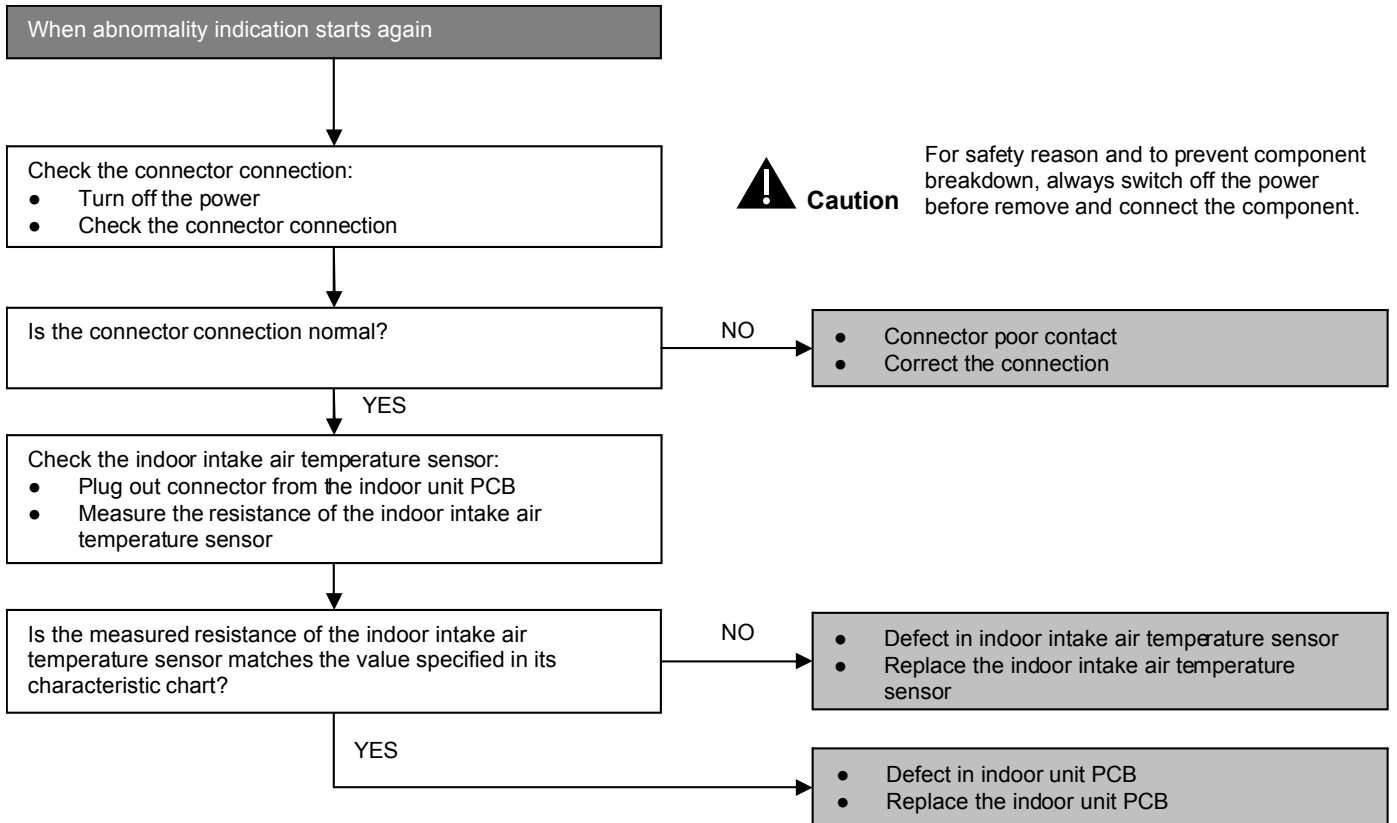 When abnormality indication starts again
Check the connector connection:
● Turn off the power
● Check the connector connection
Caution
For safety reason and to prevent component
breakdown, always switch off the power
before remove and connect the component.
Is the connector connection normal?
NO
● Connector poor contact
● Correct the connection
YES
Check the indoor intake air temperature sensor:
● Plug out connector from the indoor unit PCB
● Measure the resistance of the indoor intake air
temperature sensor
Is the measured resistance of the indoor intake air
temperature sensor matches the value specified in its
characteristic chart?
NO
● Defect in indoor intake air temperature sensor
● Replace the indoor intake air temperature
sensor
YES
● Defect in indoor unit PCB
● Replace the indoor unit PCB